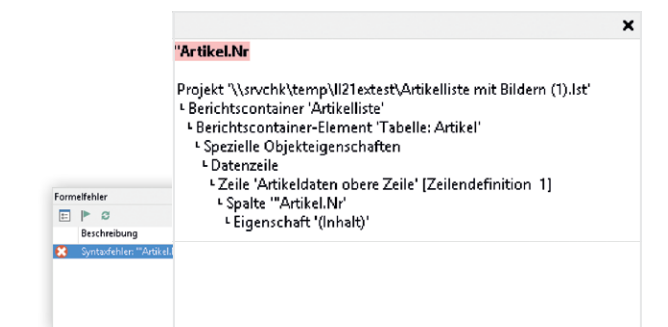 "Artikel.Nr
Projekt '\\srvchk\temp\ll21extest\Artikelliste mit Bildern (1).lst'
Berichtscontainer 'Artikelliste'
Berichtscontainer-Element 'Tabelle: Artikel'
Spezielle Objekteigenschaften
Datenzeile
Zeile 'Artikeldaten obere Zeile' [Zeilendefinition 1]
Spalte '"Artikel.Nr'
Eigenschaft '(Inhalt)'
Formelfehler
Beschreibung
Syntaxfehler: '"Artikel.